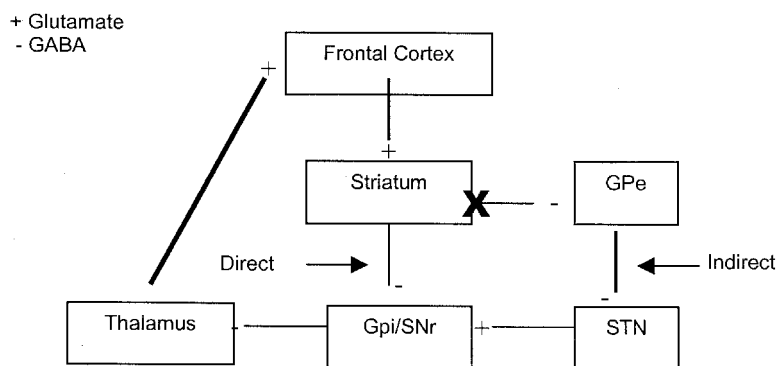 + Glutamate
- GABA
Frontal Cortex
+
+
Striatum
X
-
GPe
Direct
Indirect
-
-
Thalamus
-
Gpi/SNr
+
STN